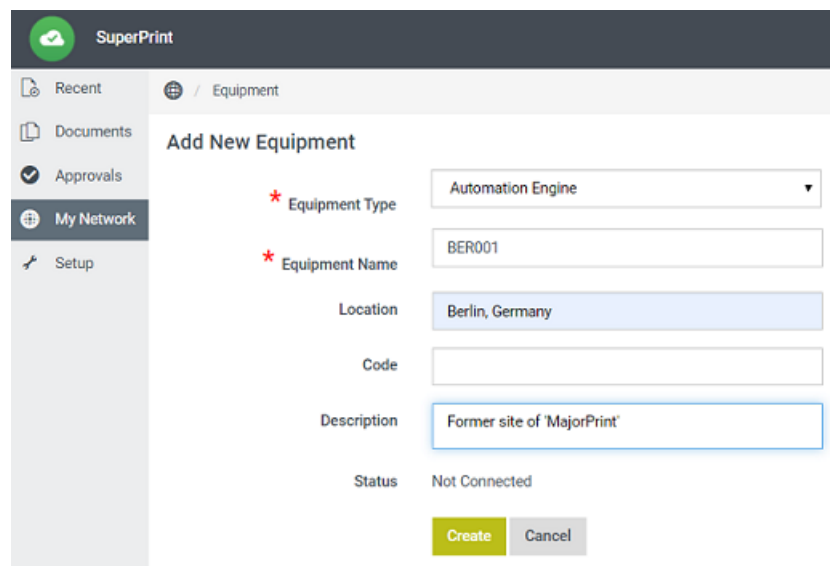 SuperPrint
Recent
/ Equipment
Documents
Add New Equipment
Approvals
* Equipment Type
Automation Engine
My Network
* Equipment Name
BER001
Setup
Location
Berlin, Germany
Code
Description
Former site of 'MajorPrint'
Status
Not Connected
Create
Cancel